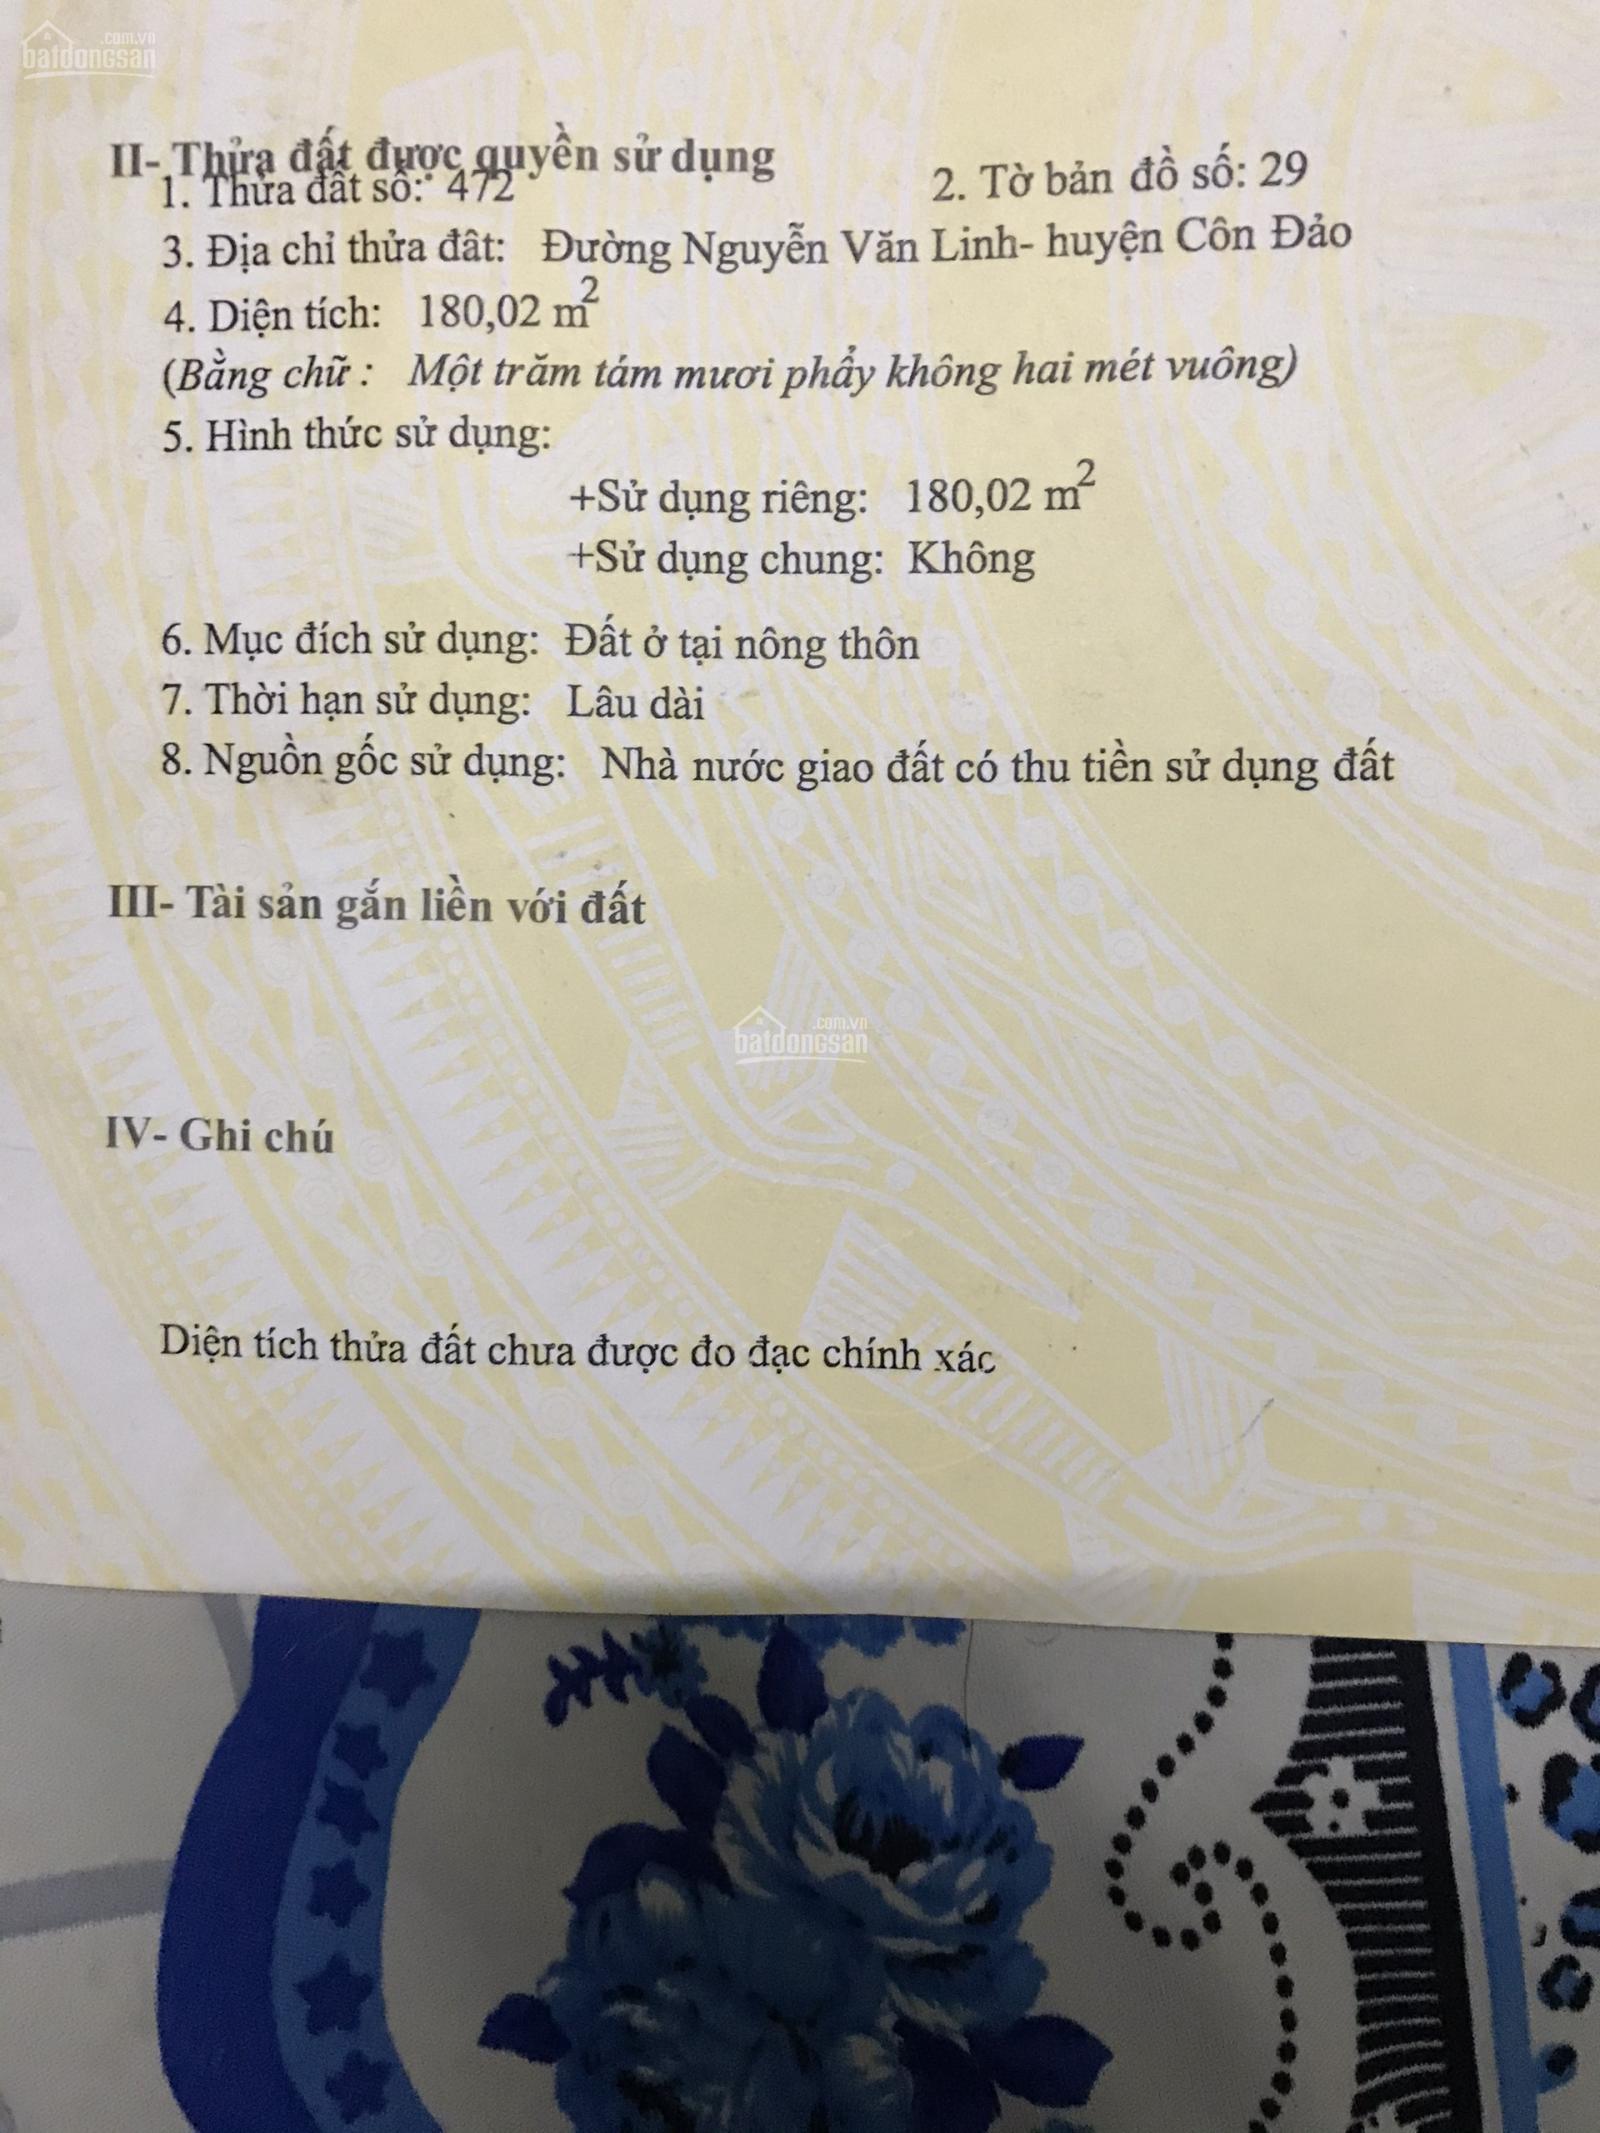 .com.vn
batdongsan
II- Thửa đất được quyền sử dụng
1. Thửa đất số: 472 2. Tờ bản đồ số: 29
3. Địa chỉ thửa đât: Đường Nguyễn Văn Linh- huyện Côn Đảo
4. Diện tích: 180,02 m²
(Bằng chữ : Một trăm tám mươi phẩy không hai mét vuông)
5. Hình thức sử dụng:
+Sử dụng riêng: 180,02 m²
+Sử dụng chung: Không
6. Mục đích sử dụng: Đất ở tại nông thôn
7. Thời hạn sử dụng: Lâu dài
8. Nguồn gốc sử dụng: Nhà nước giao đất có thu tiền sử dụng đất
III- Tài sản gắn liền với đất
.com.vn
batdongsan
IV- Ghi chú
Diện tích thửa đất chưa được đo đạc chính xác